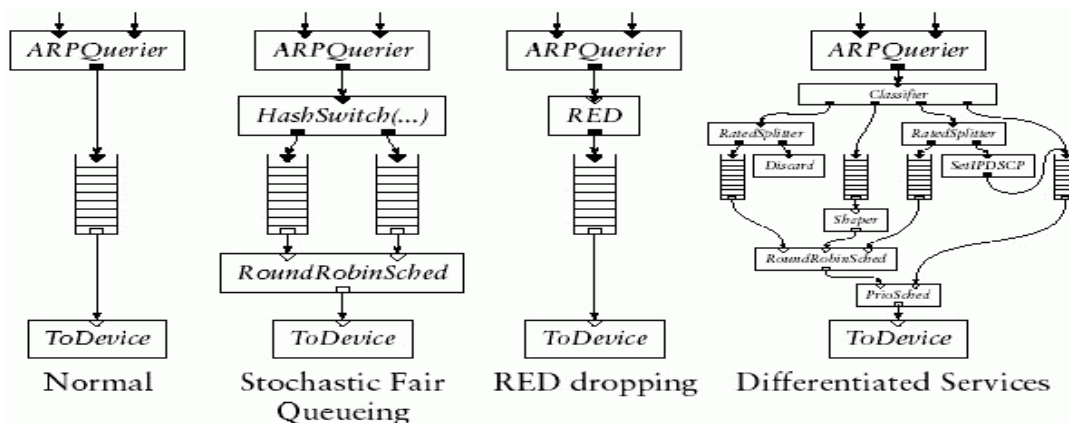 ARPQuerier
ToDevice
Normal
ARPQuerier
HashSwitch(...)
RoundRobinSched
ToDevice
Stochastic Fair
Queueing
ARPQuerier
RED
ToDevice
RED dropping
ARPQuerier
Classifier
RatedSplitter
RatedSplitter
Discard
SetIPDSCP
Shaper
RoundRobinSched
PrioSched
ToDevice
Differentiated Services